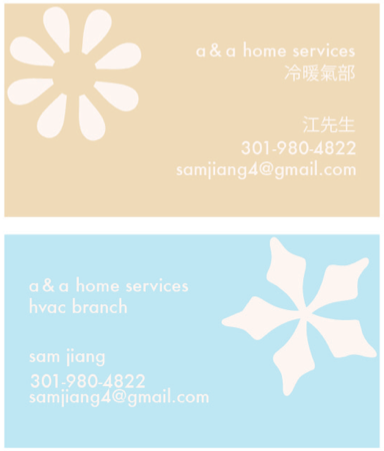 a & a home services
冷暖氣部
江先生
301-980-4822
samjiang4@gmail.com
a & a home services
hvac branch
sam jiang
301-980-4822
samjiang4@gmail.com